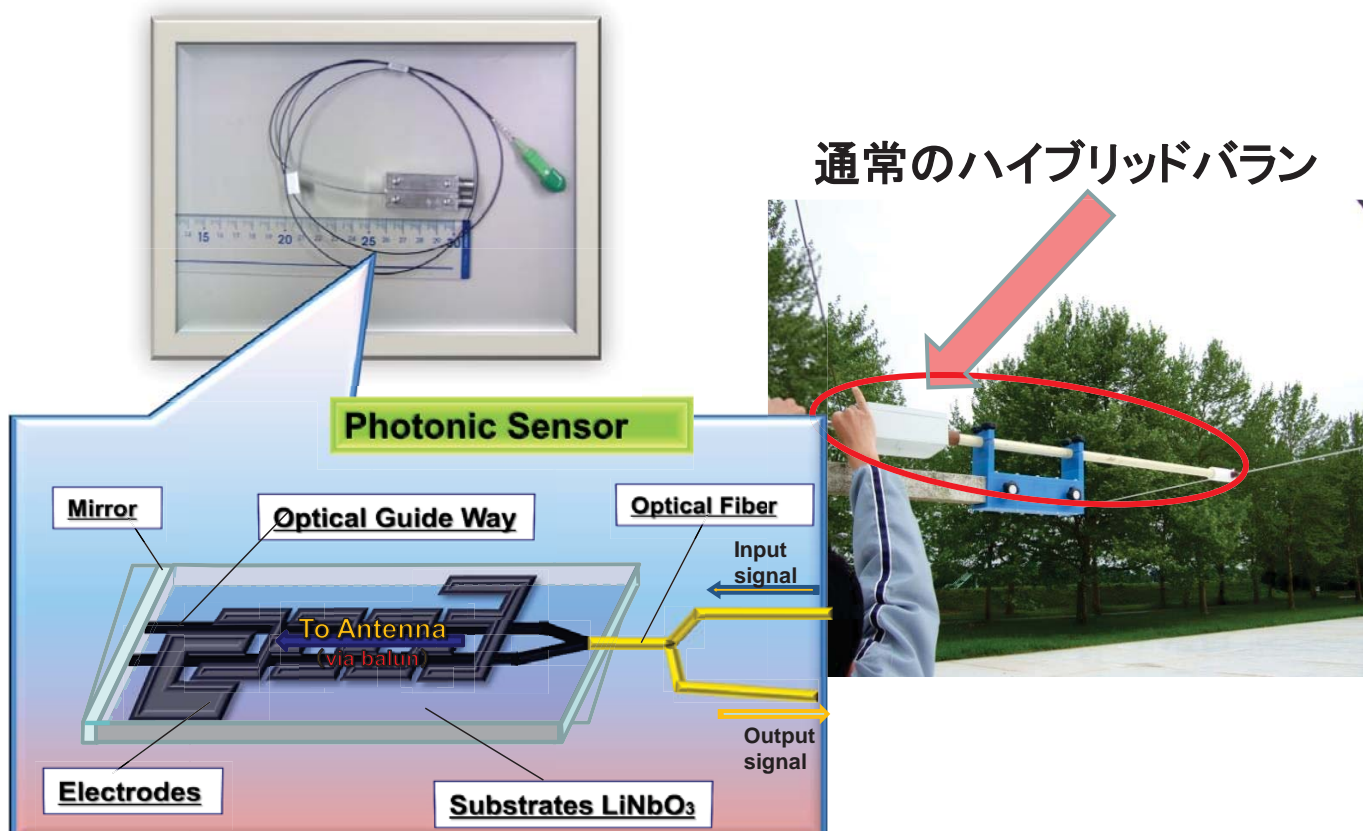 15 20 25 30
通常のハイブリッドバラン
Photonic Sensor
Mirror
Optical Guide Way
Optical Fiber
Input
signal
To Antenna
(via balun)
Output
signal
Electrodes
Substrates LiNbO₃